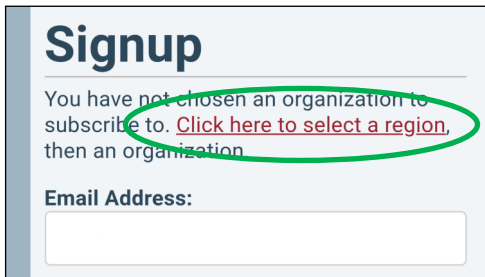 Signup
You have not chosen an organization to
subscribe to. Click here to select a region,
then an organization.
Email Address: